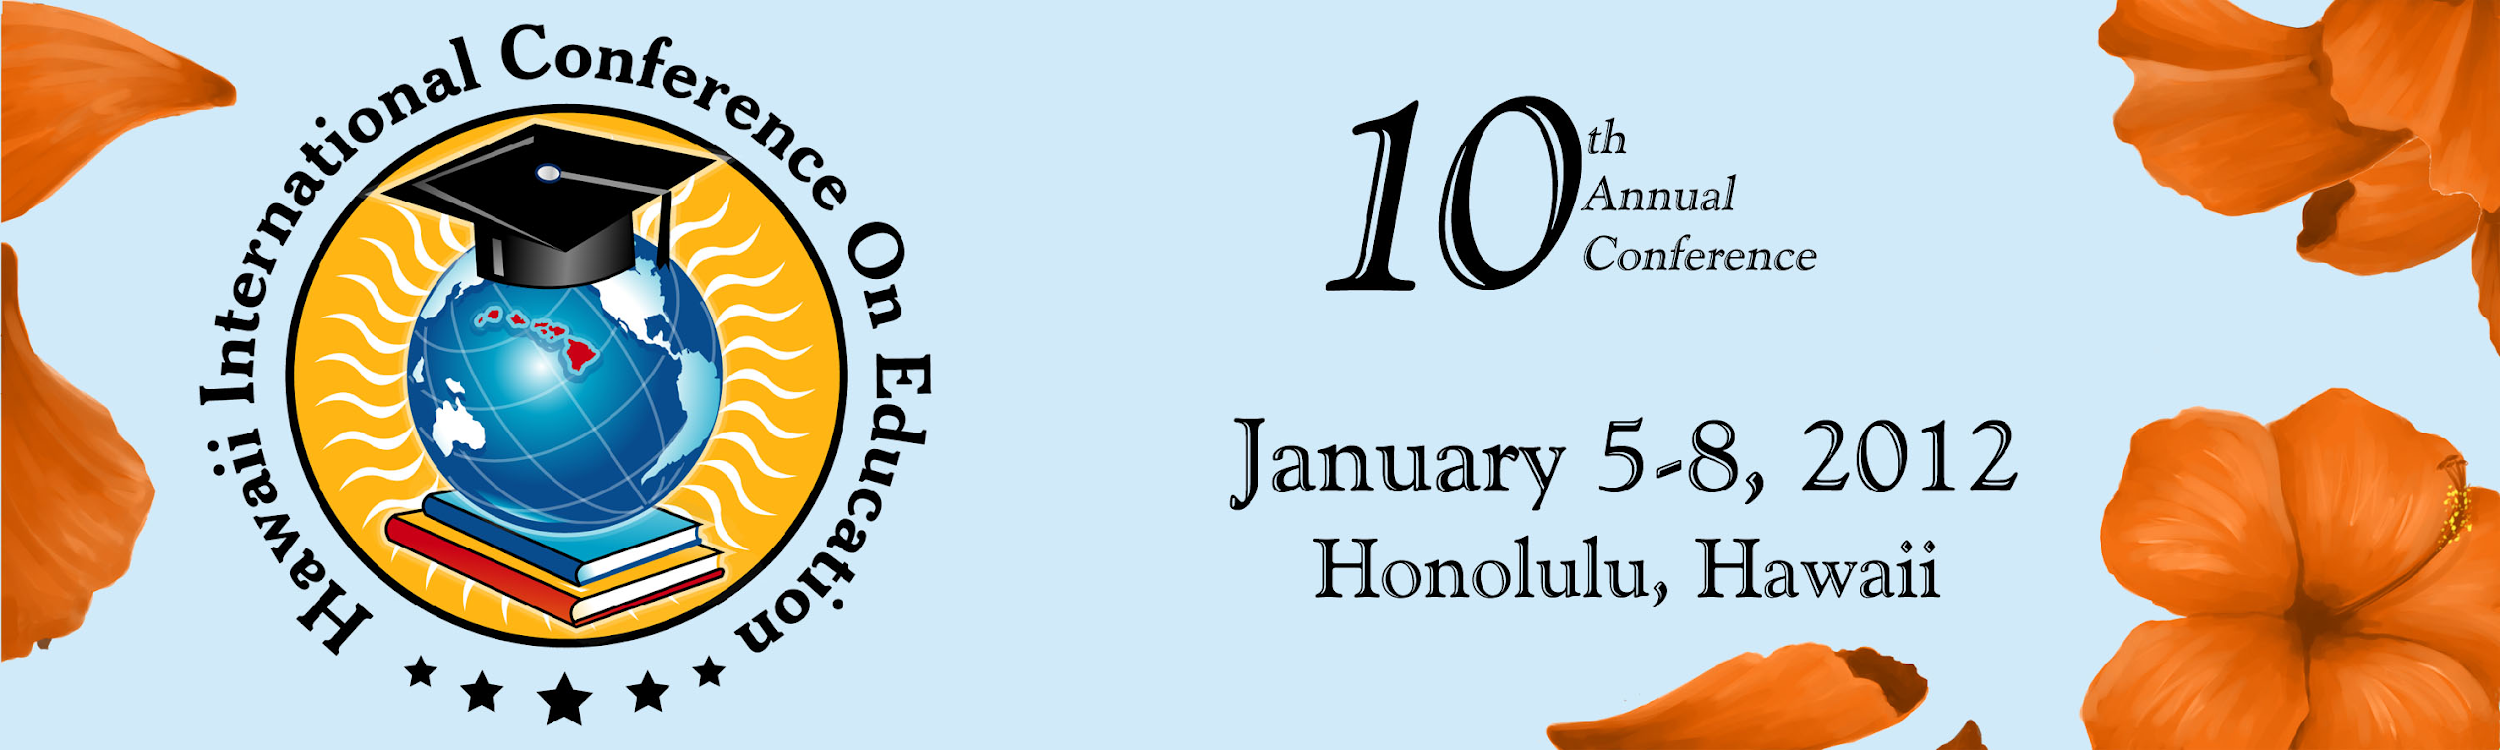 Hawaii International Conference On Education
10th
Annual
Conference
January 5-8, 2012
Honolulu, Hawaii